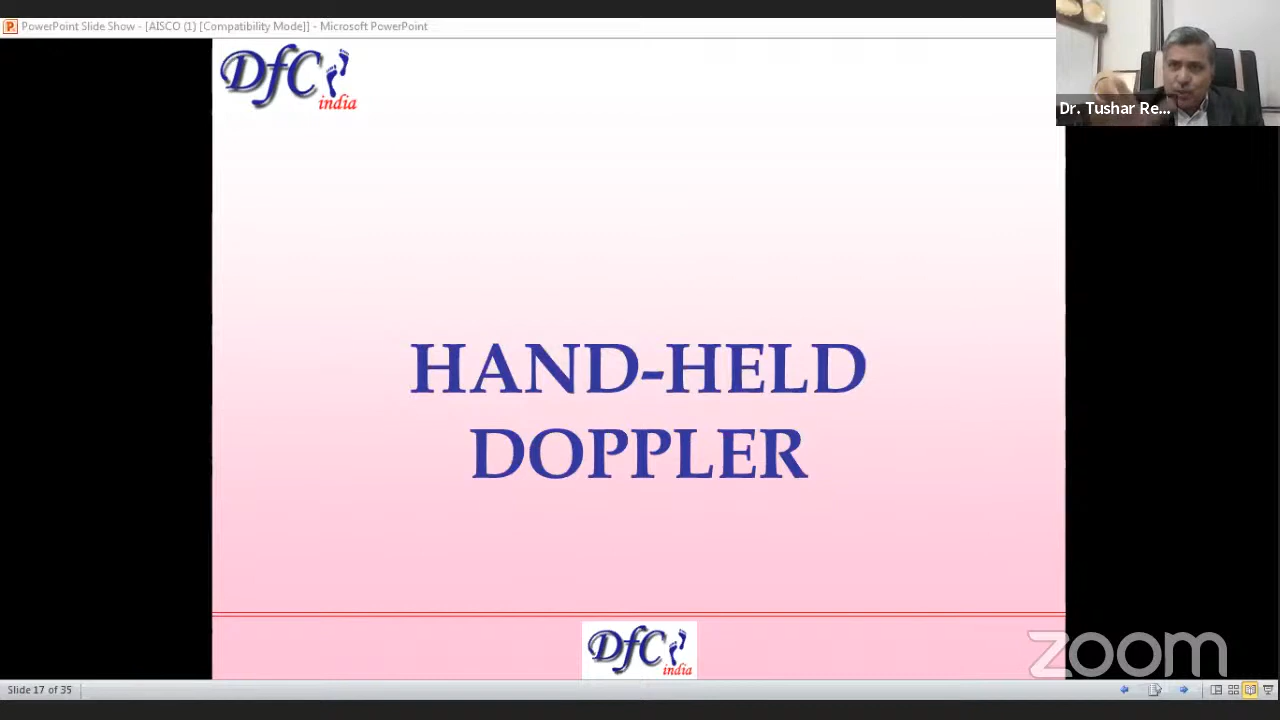 PowerPoint Slide Show - [AISCO (1) [Compatibility Mode]] - Microsoft PowerPoint
DfC
india
Dr. Tushar Re...
HAND-HELD
DOPPLER
DfC
india
zoom
Slide 17 of 35